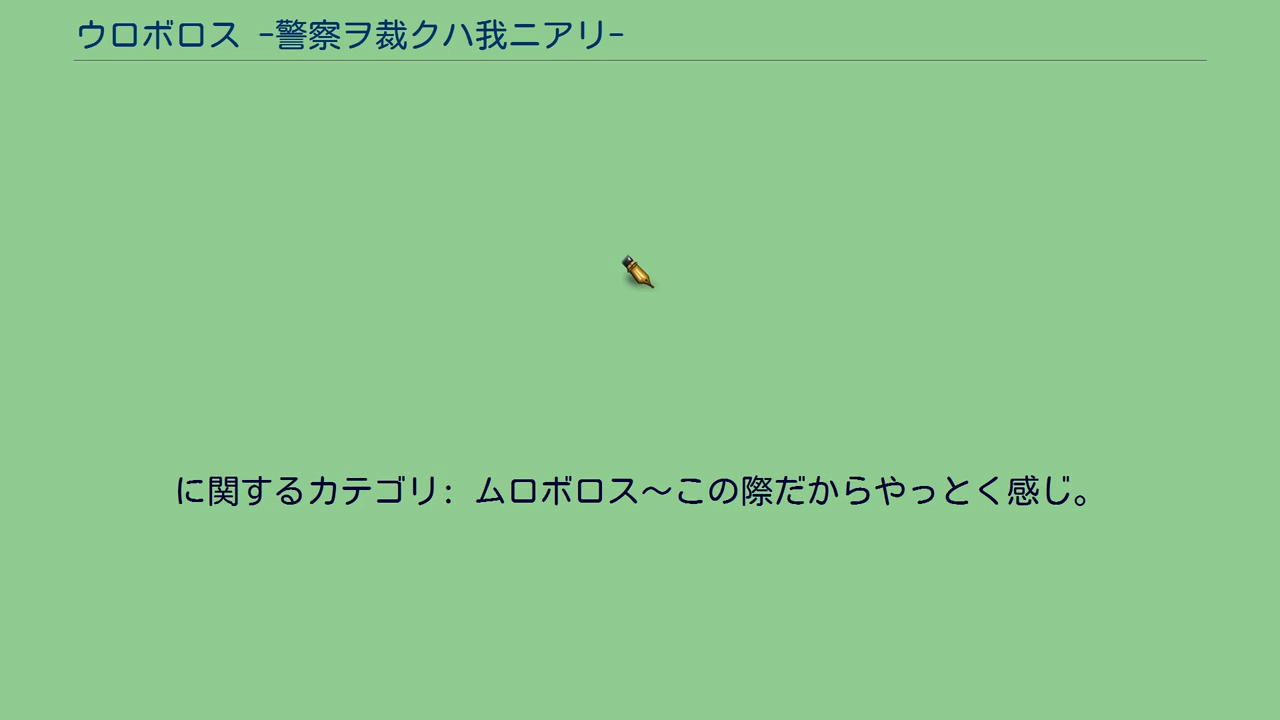 ウロボロス -警察ヲ裁クハ我ニアリ-
に関するカテゴリ: ムロボロス～この際だからやっとく感じ。